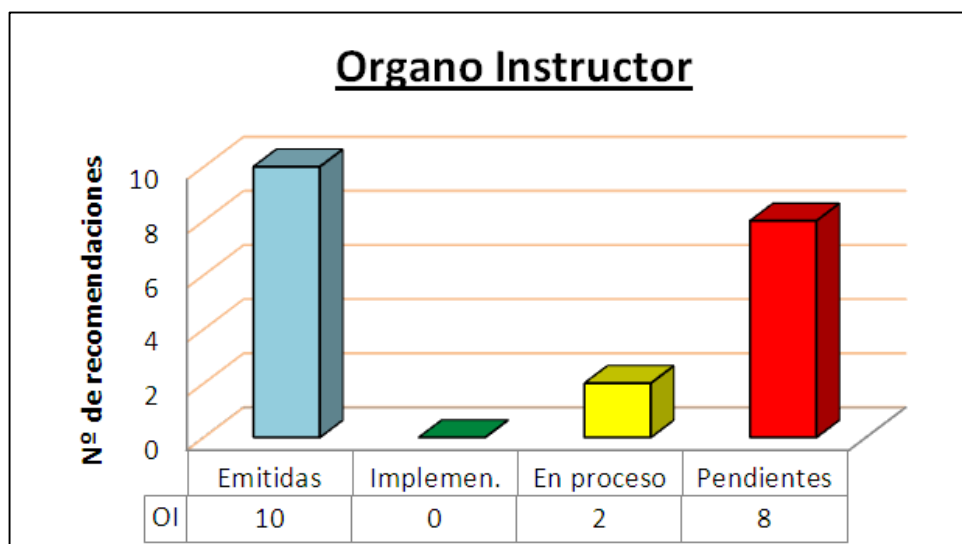 Organo Instructor
Nº de recomendaciones
10
8
6
4
2
0
Emitidas Implemen. En proceso Pendientes
OI 10 0 2 8